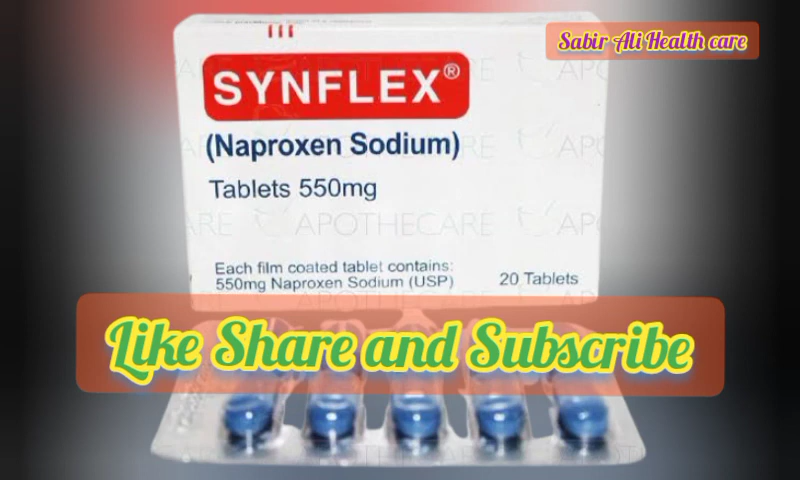 Sabir Ali Health care
SYNFLEX®
(Naproxen Sodium)
Tablets 550mg
APOTHECARE
Each film coated tablet contains:
550mg Naproxen Sodium (USP)
20 Tablets
Like Share and Subscribe